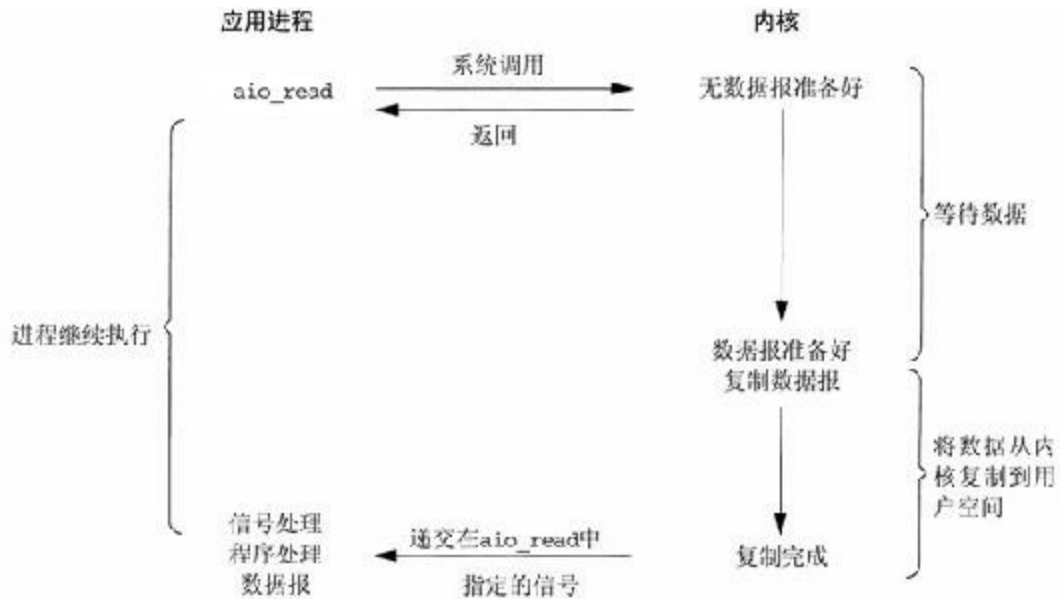 应用进程
内核
系统调用
aio_read
无数据报准备好
返回
等待数据
进程继续执行
数据报准备好
复制数据报
将数据从内
核复制到用
户空间
信号处理
程序处理
数据报
递交在aio_read中
指定的信号
复制完成